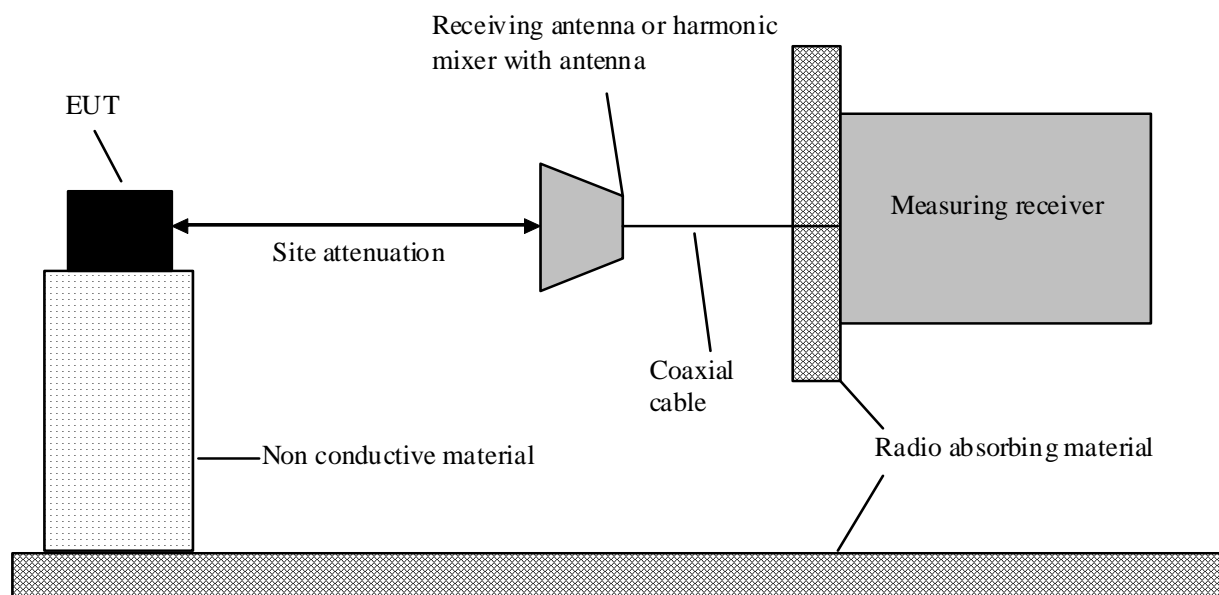 Receiving antenna or harmonic
mixer with antenna
EUT
Measuring receiver
Site attenuation
Coaxial
cable
Non conductive material
Radio absorbing material